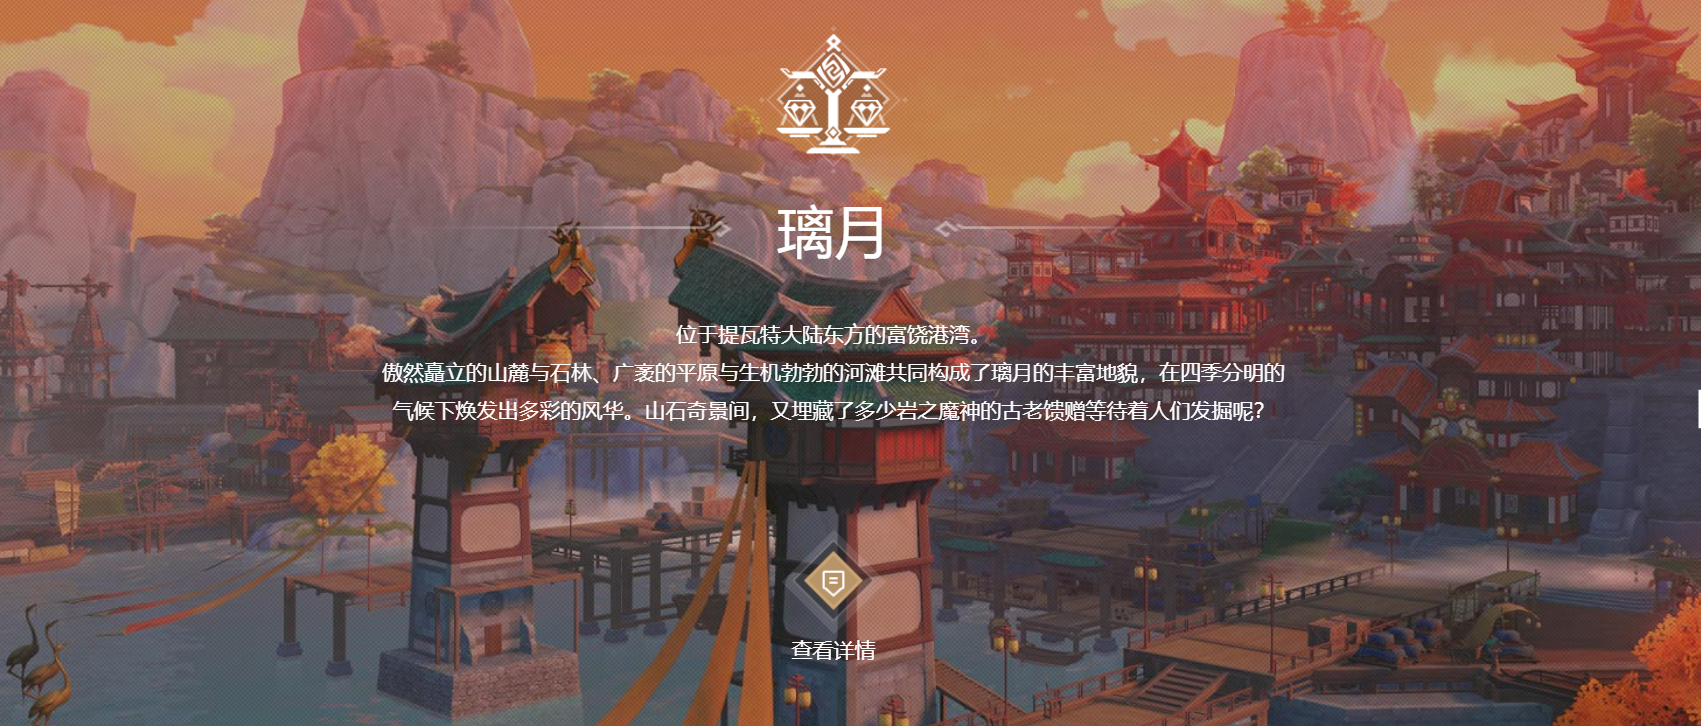 璃月
位于提瓦特大陆东方的富饶港湾。
傲然矗立的山麓与石林、广袤的平原与生机勃勃的河滩共同构成了璃月的丰富地貌，在四季分明的
气候下焕发出多彩的风华。山石奇景间，又埋藏了多少岩之魔神的古老馈赠等待着人们发掘呢？
查看详情